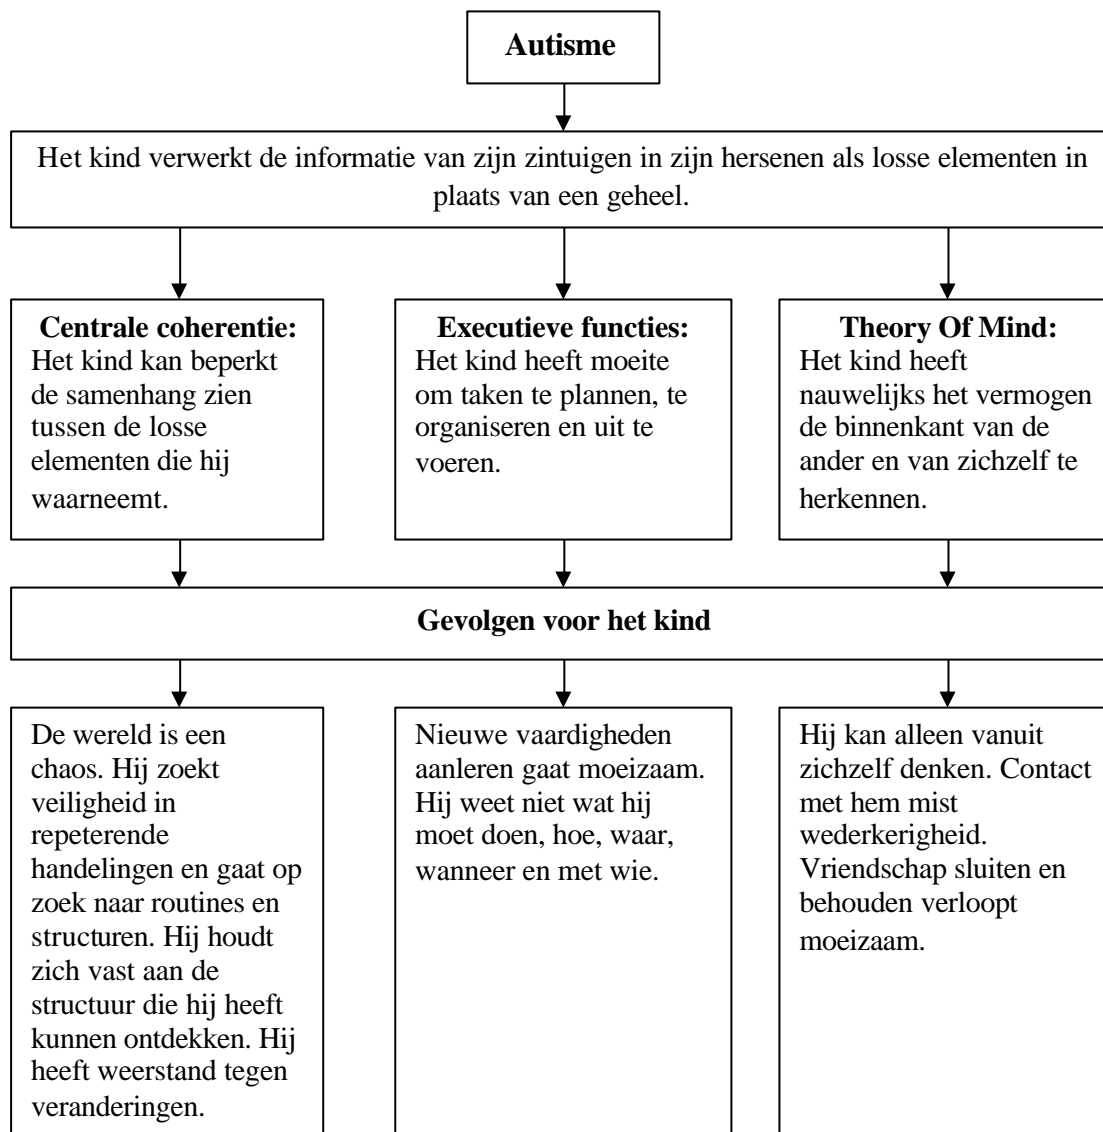 Autisme
Het kind verwerkt de informatie van zijn zintuigen in zijn hersenen als losse elementen in
plaats van een geheel.
Centrale coherentie:
Het kind kan beperkt
de samenhang zien
tussen de losse
elementen die hij
waarneemt.
Executieve functies:
Het kind heeft moeite
om taken te plannen, te
organiseren en uit te
voeren.
Theory Of Mind:
Het kind heeft
nauwelijks het vermogen
de binnenkant van de
ander en van zichzelf te
herkennen.
Gevolgen voor het kind
De wereld is een
chaos. Hij zoekt
veiligheid in
repeterende
handelingen en gaat op
zoek naar routines en
structuren. Hij houdt
zich vast aan de
structuur die hij heeft
kunnen ontdekken. Hij
heeft weerstand tegen
veranderingen.
Nieuwe vaardigheden
aanleren gaat moeizaam.
Hij weet niet wat hij
moet doen, hoe, waar,
wanneer en met wie.
Hij kan alleen vanuit
zichzelf denken. Contact
met hem mist
wederkerigheid.
Vriendschap sluiten en
behouden verloopt
moeizaam.